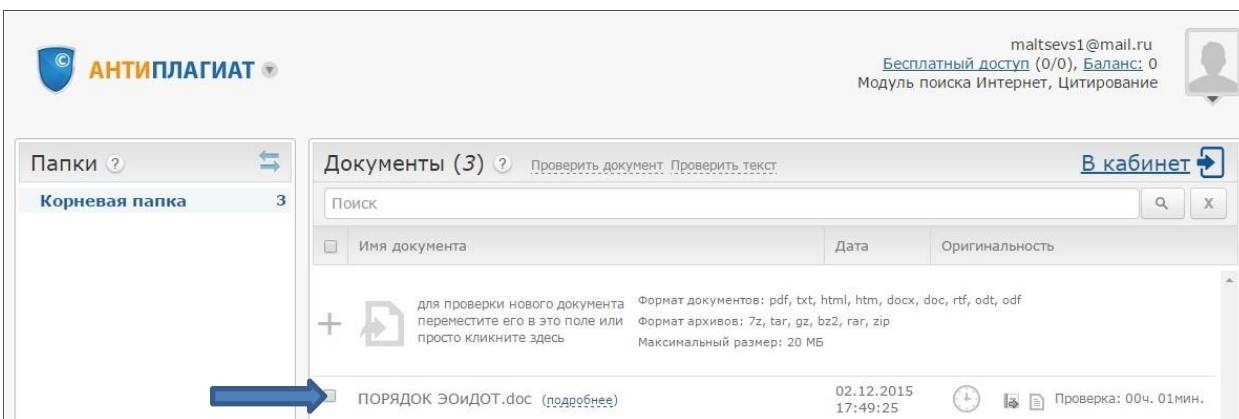 maltsevs1@mail.ru
© АНТИПЛАГИАТ
Бесплатный доступ (0/0), Баланс: 0
Модуль поиска Интернет, Цитирование
Папки ?
Документы (3) ? Проверить документ Проверить текст В кабинет
Корневая папка 3
Поиск X
Имя документа Дата Оригинальность
для проверки нового документа
переместите его в это поле или
просто кликните здесь
Формат документов: pdf, txt, html, htm, docx, doc, rtf, odt, odf
Формат архивов: 7z, tar, gz, bz2, rar, zip
Максимальный размер: 20 МБ
ПОРЯДОК ЭОиДОТ.doc (подробнее)
02.12.2015
17:49:25
Проверка: 00ч. 01мин.